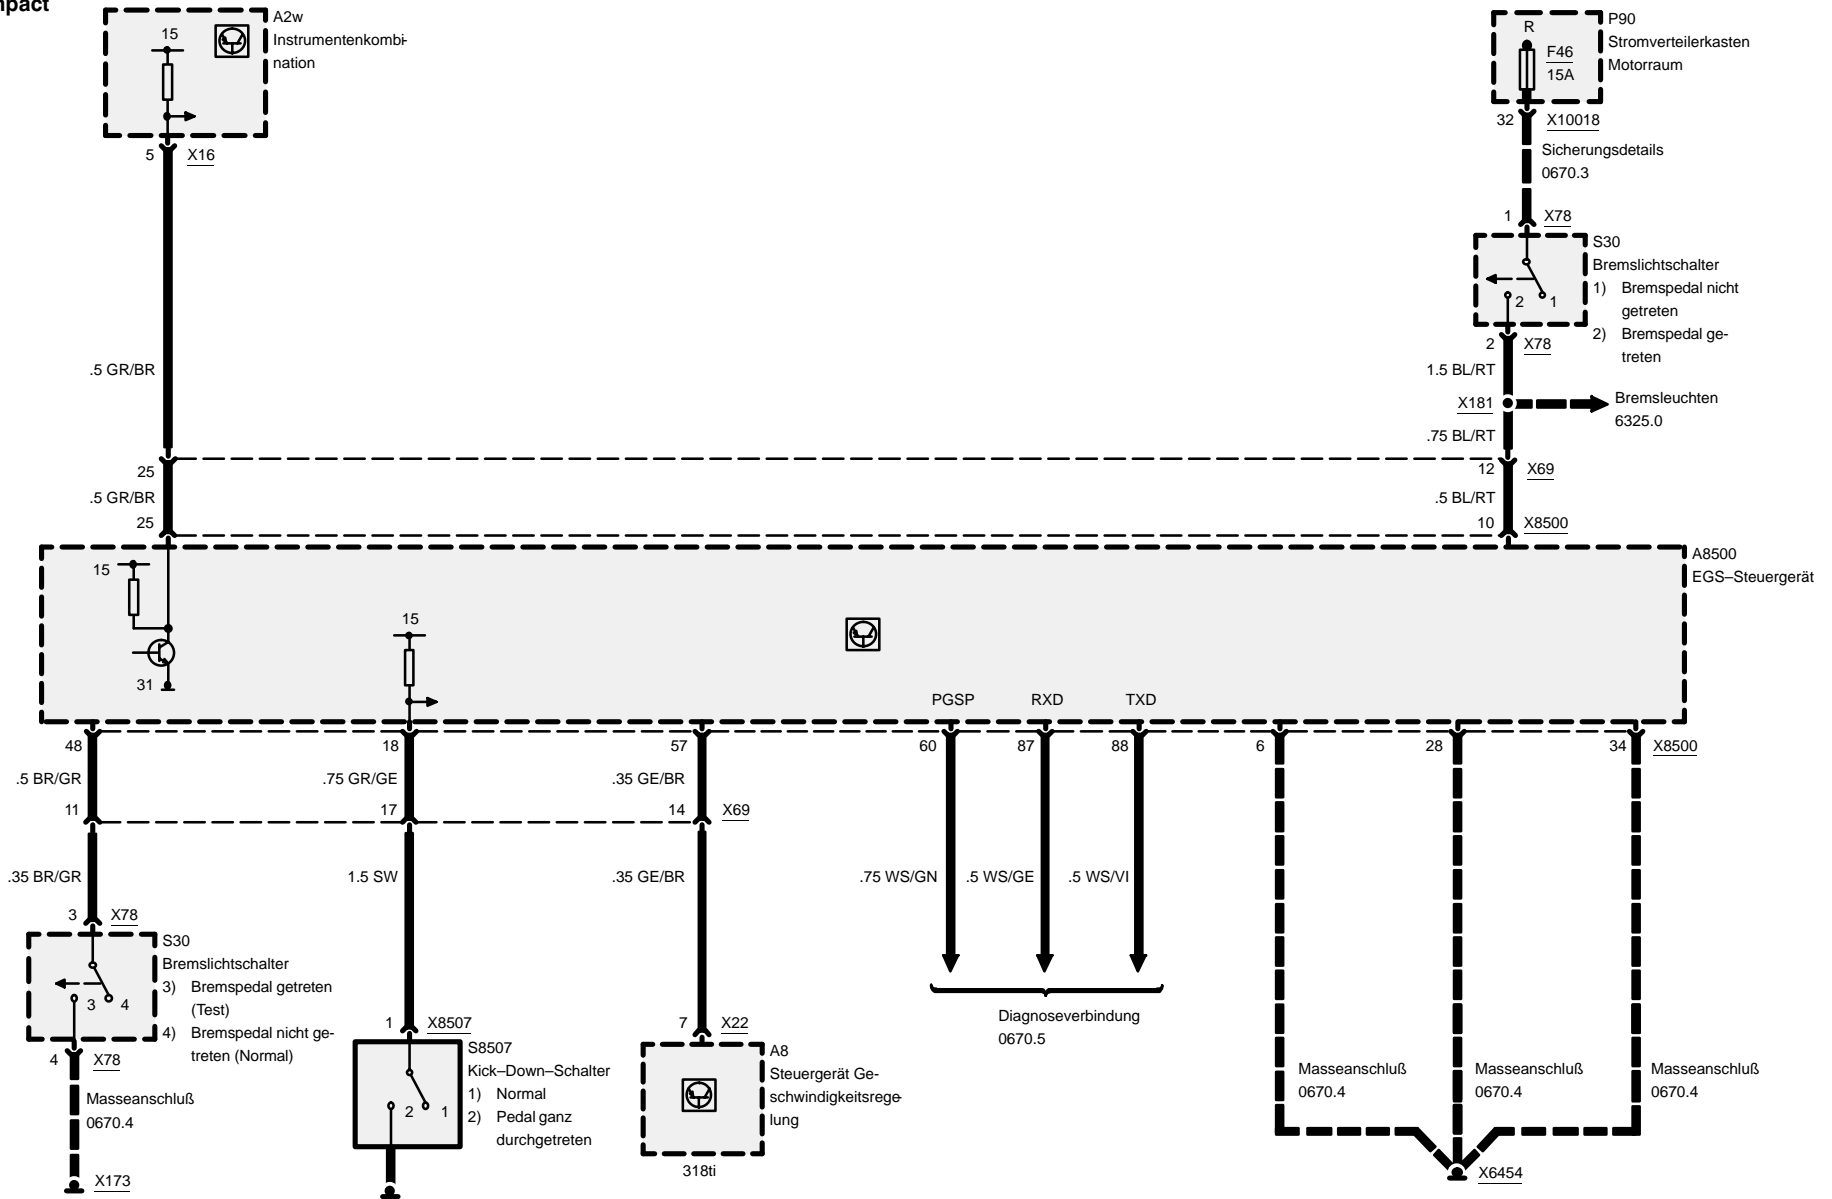 A2w
Instrumentenkombi-
nation
15
5 X16
P90
Stromverteilerkasten
Motorraum
R
F46
15A
32 X10018
Sicherungsdetails
0670.3
1 X78
S30
Bremslichtschalter
1) Bremspedal nicht
getreten
2) Bremspedal ge-
treten
2 1
2 X78
.5 GR/BR
1.5 BL/RT
X181
Bremsleuchten
6325.0
.75 BL/RT
25
12 X69
.5 GR/BR
.5 BL/RT
25
10 X8500
A8500
EGS–Steuergerät
15
15
31
PGSP RXD TXD
48 18 57 60 87 88 6 28 34 X8500
.5 BR/GR .75 GR/GE .35 GE/BR
11 17 14 X69
.35 BR/GR 1.5 SW .35 GE/BR .75 WS/GN .5 WS/GE .5 WS/VI
3 X78
S30
Bremslichtschalter
3) Bremspedal getreten
(Test)
4) Bremspedal nicht ge-
treten (Normal)
3 4
4 X78
Masseanschluß
0670.4
X173
1 X8507
S8507
Kick–Down–Schalter
1) Normal
2) Pedal ganz
durchgetreten
2 1
7 X22
A8
Steuergerät Ge-
schwindigkeitsrege-
lung
318ti
Diagnoseverbindung
0670.5
Masseanschluß
0670.4
Masseanschluß
0670.4
Masseanschluß
0670.4
X6454